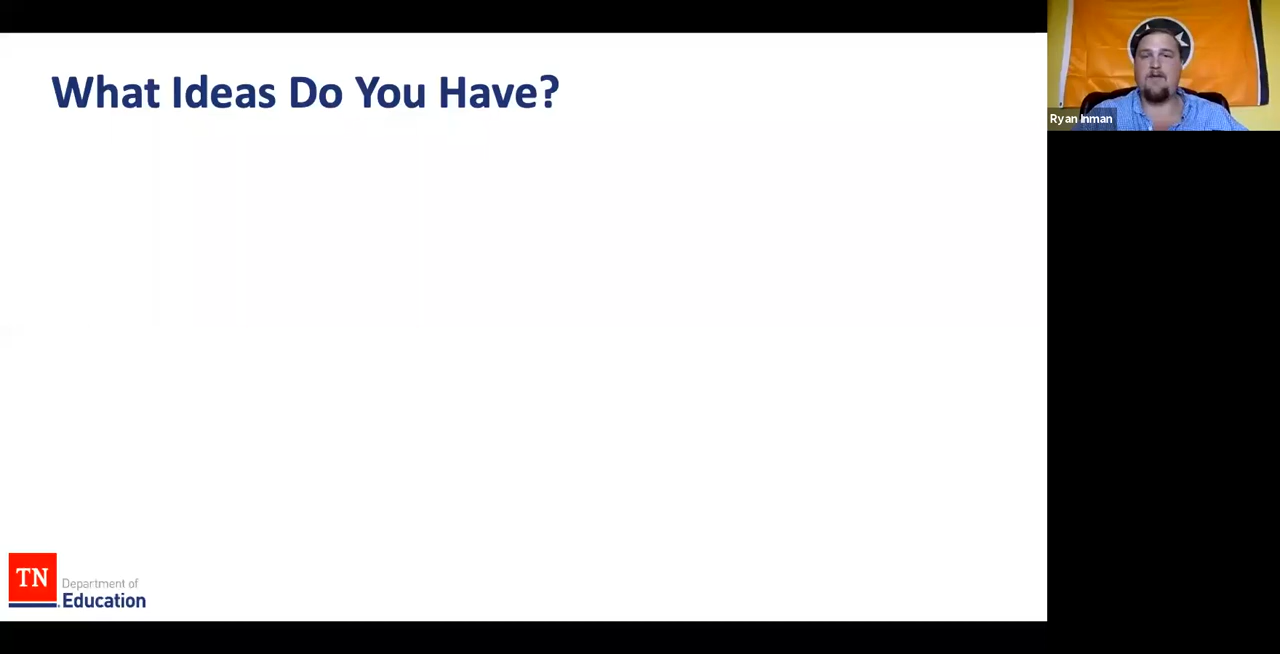 What Ideas Do You Have?
Ryan Inman
TN
Department of
Education